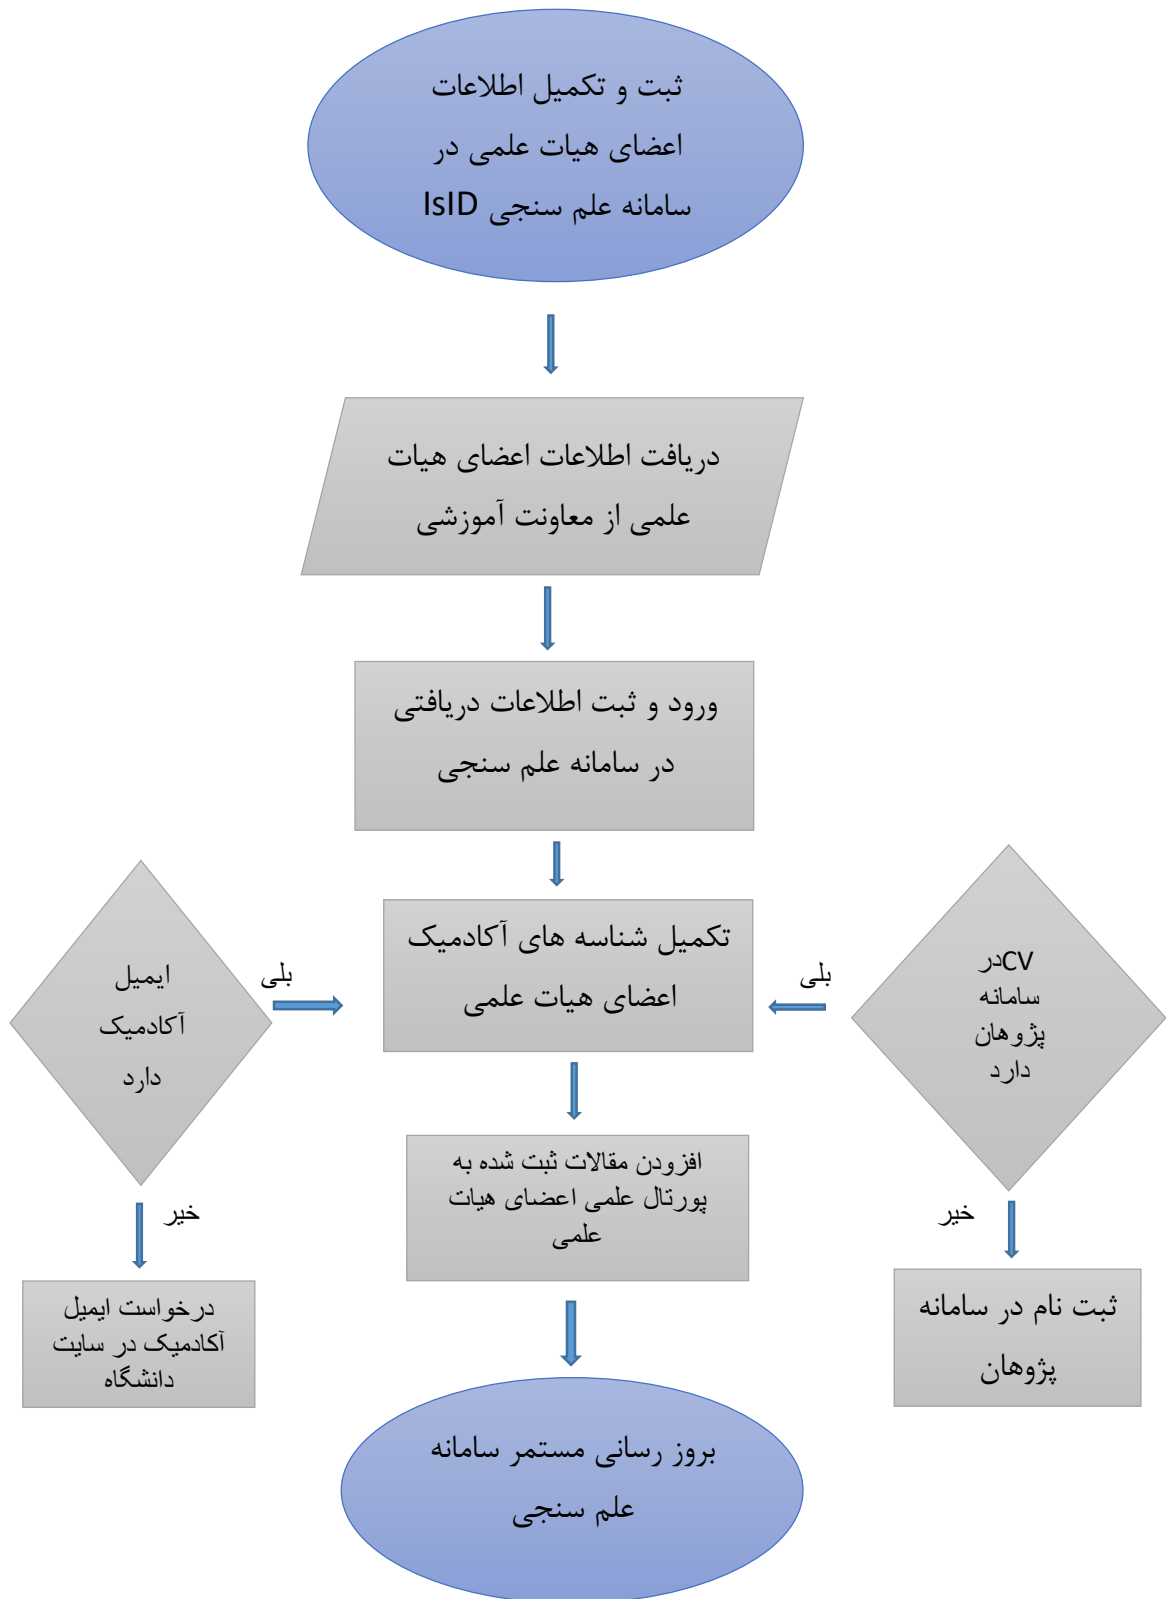 ثبت و تکمیل اطلاعات
اعضای هیات علمی در
سامانه علم سنجی IsID
دریافت اطلاعات اعضای هیات
علمی از معاونت آموزشی
ورود و ثبت اطلاعات دریافتی
در سامانه علم سنجی
تکمیل شناسه های آکادمیک
اعضای هیات علمی
CVدر
سامانه
پژوهان
دارد
بلی
ایمیل
آکادمیک
دارد
بلی
افزودن مقالات ثبت شده به
پورتال علمی اعضای هیات
علمی
خیر
خیر
ثبت نام در سامانه
پژوهان
درخواست ایمیل
آکادمیک در سایت
دانشگاه
بروز رسانی مستمر سامانه
علم سنجی